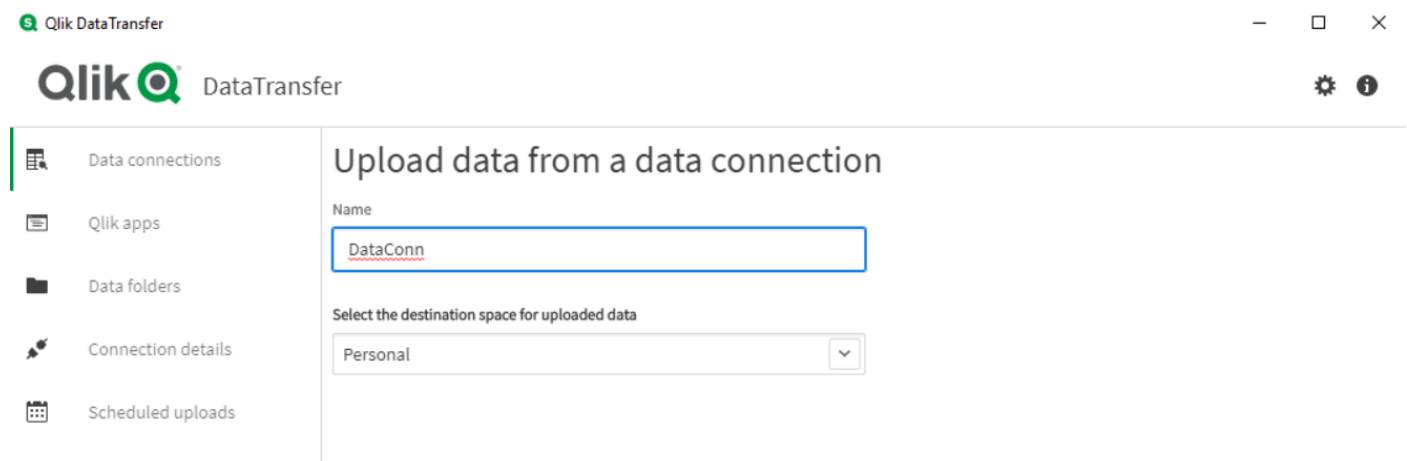 Qlik DataTransfer
Qlik DataTransfer
Data connections
Qlik apps
Data folders
Connection details
Scheduled uploads
Upload data from a data connection
Name
DataConn
Select the destination space for uploaded data
Personal